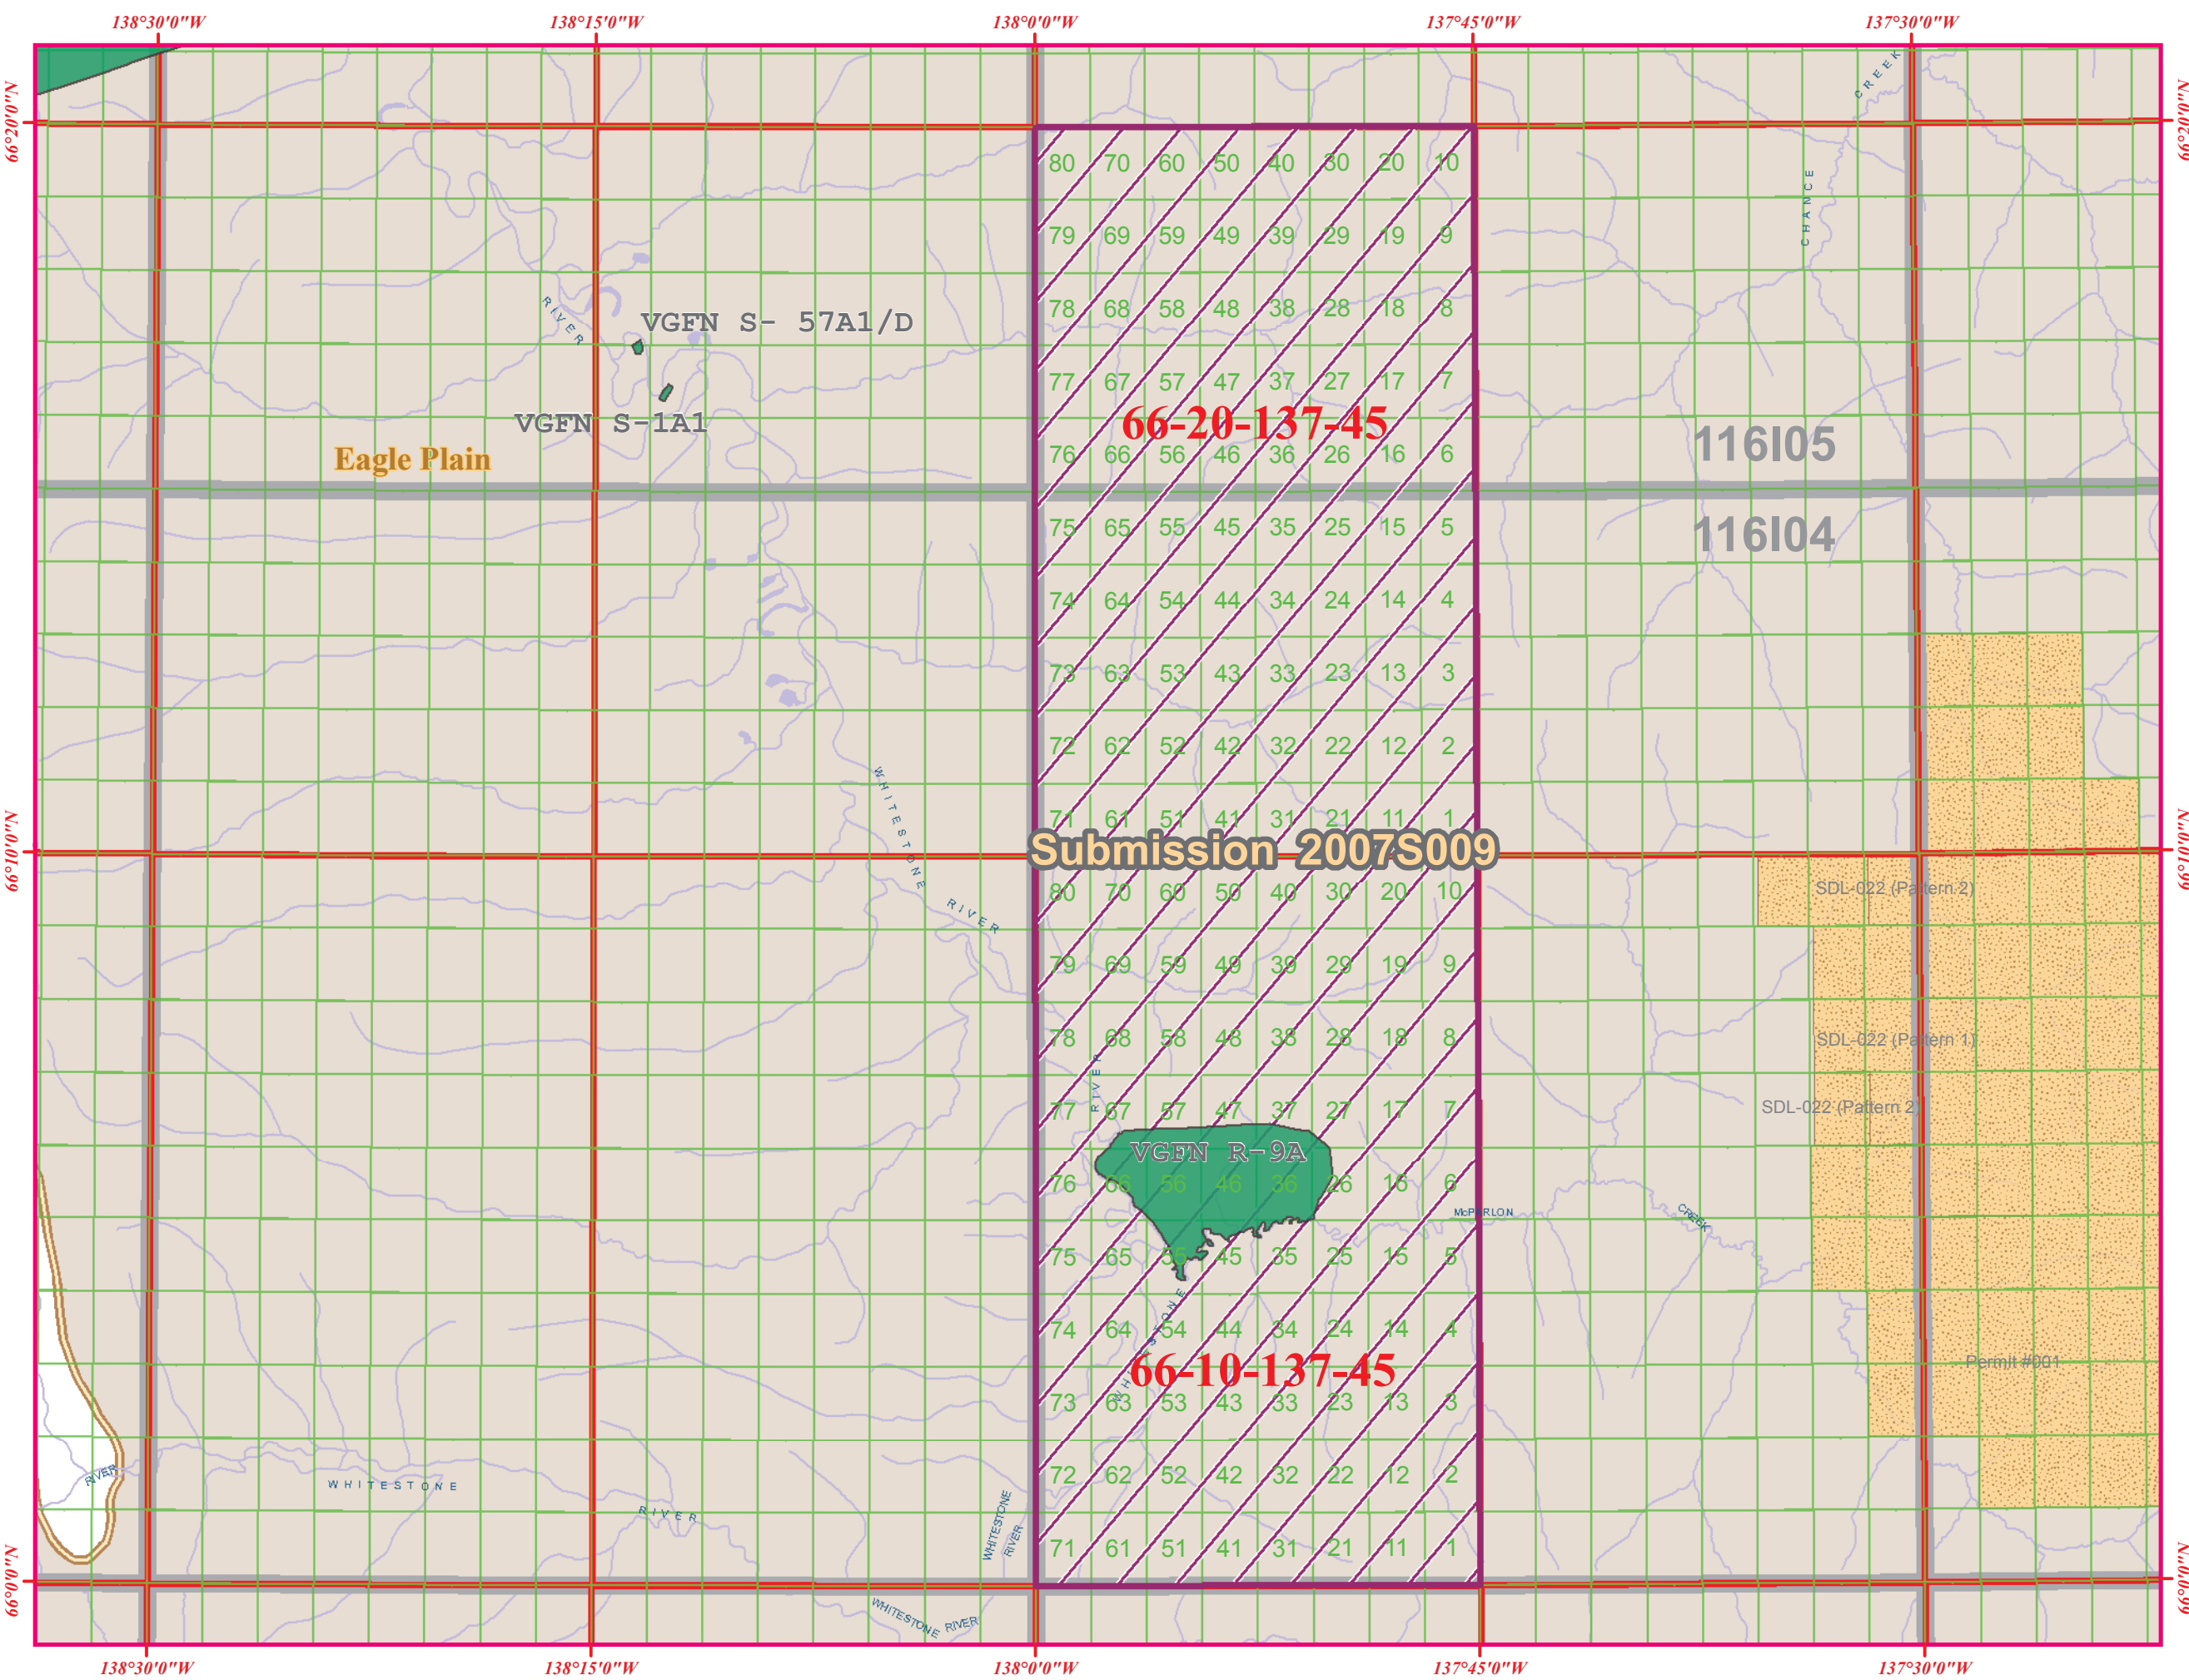 138°30'0"W 138°15'0"W 138°0'0"W 137°45'0"W 137°30'0"W
66°20'0"N
66°20'0"N
CREEK
CHANCE
80 70 60 50 40 30 20 10
79 69 59 49 39 29 19 9
RIVER
VGFN S- 57A1/D
78 68 58 48 38 28 18 8
77 67 57 47 37 27 17 7
VGFN S-1A1
66-20-137-45
Eagle Plain
116I05
76 66 56 46 36 26 16 6
75 65 55 45 35 25 15 5
116I04
74 64 54 44 34 24 14 4
73 63 53 43 33 23 13 3
72 62 52 42 32 22 12 2
71 61 51 41 31 21 11 1
WHITESTONE
RIVER
66°10'0"N
Submission 2007S009
66°10'0"N
80 70 60 50 40 30 20 10
SDL-022 (Pattern 2)
79 69 59 49 39 29 19 9
78 68 58 48 38 28 18 8
SDL-022 (Pattern 1)
RIVER
77 67 57 47 37 27 17 7
SDL-022 (Pattern 2)
VGFN R-9A
76 66 56 46 36 26 16 6
McPARLON
CREEK
75 65 55 45 35 25 15 5
WHITESTONE
74 64 54 44 34 24 14 4
Permit #001
66-10-137-45
73 63 53 43 33 23 13 3
72 62 52 42 32 22 12 2
RIVER
WHITESTONE
RIVER
WHITESTONE
RIVER
71 61 51 41 31 21 11 1
66°0'0"N
66°0'0"N
WHITESTONE RIVER
138°30'0"W 138°15'0"W 138°0'0"W 137°45'0"W 137°30'0"W